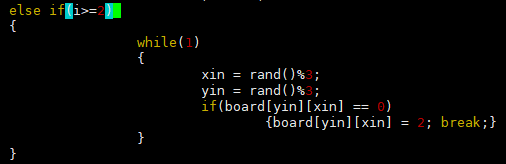 else if(i>=2)
{
while(1)
{
xin = rand()%3;
yin = rand()%3;
if(board[yin][xin] == 0)
{board[yin][xin] = 2; break;}
}
}